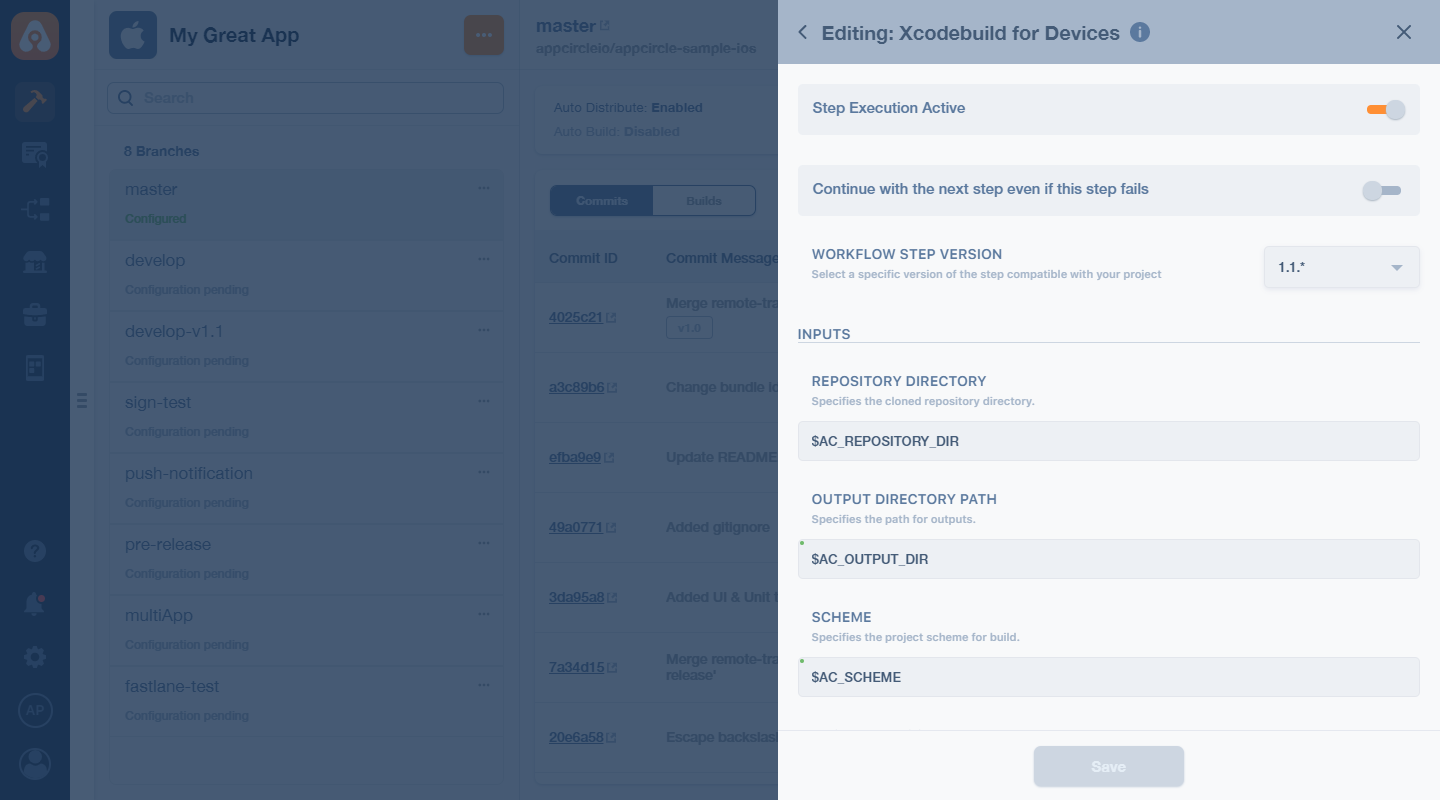 My Great App
Search
8 Branches
master
Configured
develop
Configuration pending
develop-v1.1
Configuration pending
sign-test
Configuration pending
push-notification
Configuration pending
pre-release
Configuration pending
multiApp
Configuration pending
fastlane-test
Configuration pending
AP
master
appcircleio/appcircle-sample-ios
Auto Distribute: Enabled
Auto Build: Disabled
Commits
Builds
Commit ID
Commit Message
4025c21
Merge remote-tra
v1.0
a3c89b6
Change bundle
efba9e9
Update README
49a0771
Added gitignore
3da95a8
Added UI & Unit
7a34d15
Merge remote-tra
release'
20e6a58
Escape backslas
Editing: Xcodebuild for Devices
Step Execution Active
Continue with the next step even if this step fails
WORKFLOW STEP VERSION
Select a specific version of the step compatible with your project
1.1.*
INPUTS
REPOSITORY DIRECTORY
Specifies the cloned repository directory.
$AC_REPOSITORY_DIR
OUTPUT DIRECTORY PATH
Specifies the path for outputs.
$AC_OUTPUT_DIR
SCHEME
Specifies the project scheme for build.
$AC_SCHEME
Save